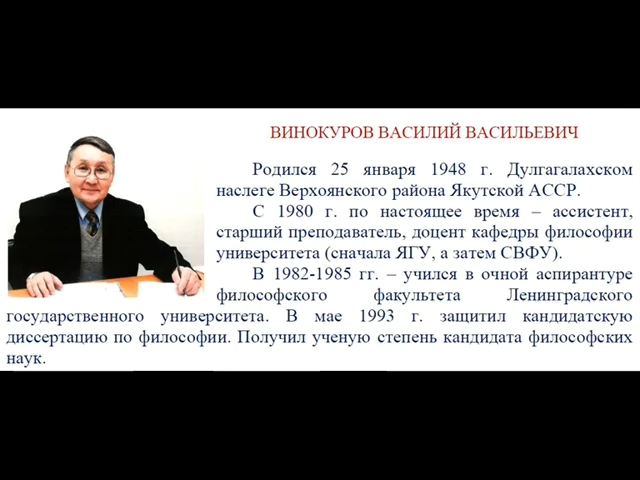 ВИНОКУРОВ ВАСИЛИЙ ВАСИЛЬЕВИЧ
Родился 25 января 1948 г. Дулгагалахском
наслеге Верхоянского района Якутской АССР.
С 1980 г. по настоящее время – ассистент,
старший преподаватель, доцент кафедры философии
университета (сначала ЯГУ, а затем СВФУ).
В 1982-1985 гг. – учился в очной аспирантуре
философского факультета Ленинградского
государственного университета. В мае 1993 г. защитил кандидатскую
диссертацию по философии. Получил ученую степень кандидата философских
наук.